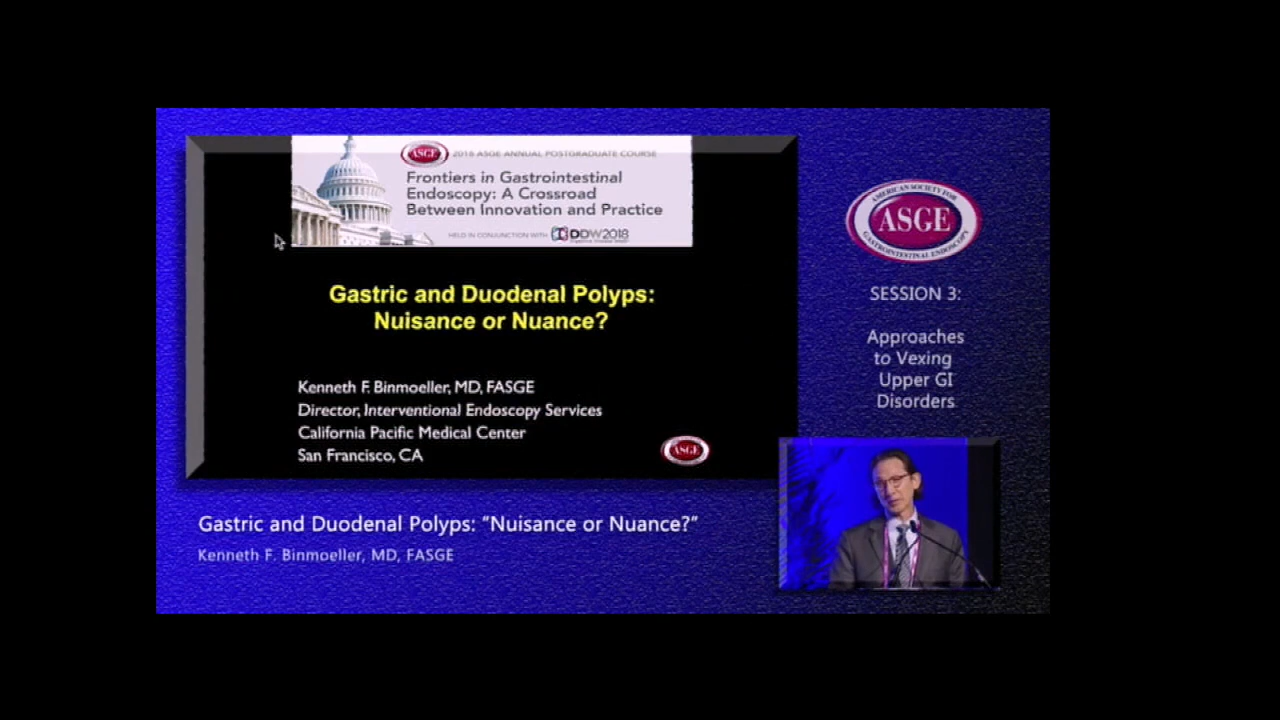 ASGE 2018 ASGE ANNUAL POSTGRADUATE COURSE
Frontiers in Gastrointestinal
Endoscopy: A Crossroad
Between Innovation and Practice
HELD IN CONJUNCTION WITH DDW2018
Gastric and Duodenal Polyps:
Nuisance or Nuance?
Kenneth F. Binmoeller, MD, FASGE
Director, Interventional Endoscopy Services
California Pacific Medical Center
San Francisco, CA
ASGE
AMERICAN SOCIETY FOR
ASGE
GASTROINTESTINAL ENDOSCOPY
SESSION 3:
Approaches
to Vexing
Upper GI
Disorders
Gastric and Duodenal Polyps: “Nuisance or Nuance?”
Kenneth F. Binmoeller, MD, FASGE